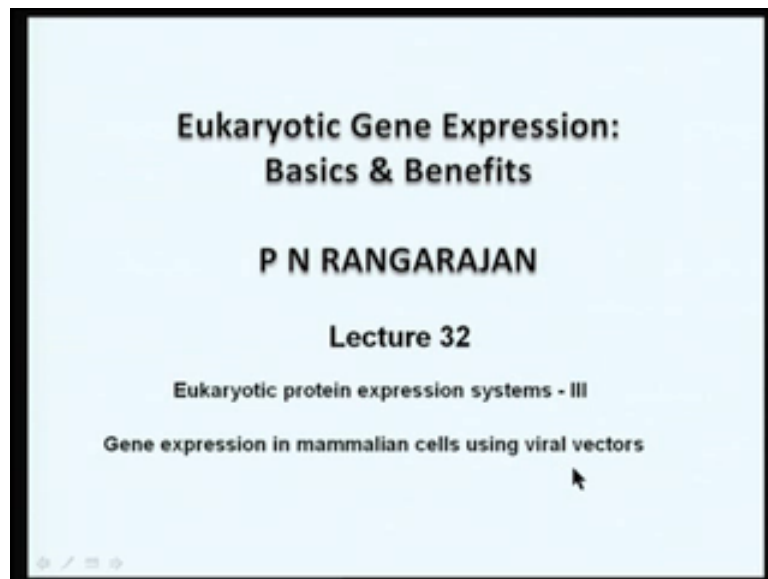 Eukaryotic Gene Expression:
Basics & Benefits
P N RANGARAJAN
Lecture 32
Eukaryotic protein expression systems - III
Gene expression in mammalian cells using viral vectors